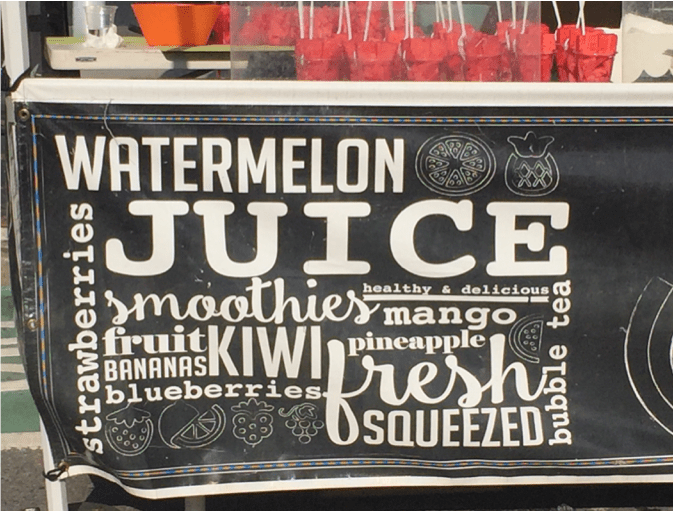 WATERMELON
JUICE
strawberries
smoothies
healthy & delicious
mango
fruit
BANANAS
KIWI
pineapple
blueberries
fresh
SQUEEZED
bubble tea